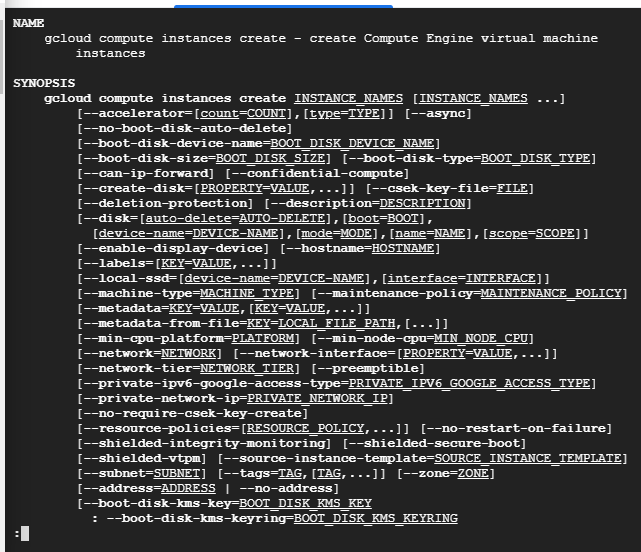 NAME
gcloud compute instances create - create Compute Engine virtual machine
instances
SYNOPSIS
gcloud compute instances create INSTANCE_NAMES [INSTANCE_NAMES ...]
[--accelerator=[count=COUNT],[type=TYPE]] [--async]
[--no-boot-disk-auto-delete]
[--boot-disk-device-name=BOOT_DISK_DEVICE_NAME]
[--boot-disk-size=BOOT_DISK_SIZE] [--boot-disk-type=BOOT_DISK_TYPE]
[--can-ip-forward] [--confidential-compute]
[--create-disk=[PROPERTY=VALUE,...]] [--csek-key-file=FILE]
[--deletion-protection] [--description=DESCRIPTION]
[--disk=[auto-delete=AUTO-DELETE],[boot=BOOT],
[device-name=DEVICE-NAME],[mode=MODE],[name=NAME],[scope=SCOPE]]
[--enable-display-device] [--hostname=HOSTNAME]
[--labels=[KEY=VALUE,...]]
[--local-ssd=[device-name=DEVICE-NAME],[interface=INTERFACE]]
[--machine-type=MACHINE_TYPE] [--maintenance-policy=MAINTENANCE_POLICY]
[--metadata=KEY=VALUE,[KEY=VALUE,...]]
[--metadata-from-file=KEY=LOCAL_FILE_PATH,[...]]
[--min-cpu-platform=PLATFORM] [--min-node-cpu=MIN_NODE_CPU]
[--network=NETWORK] [--network-interface=[PROPERTY=VALUE,...]]
[--network-tier=NETWORK_TIER] [--preemptible]
[--private-ipv6-google-access-type=PRIVATE_IPV6_GOOGLE_ACCESS_TYPE]
[--private-network-ip=PRIVATE_NETWORK_IP]
[--no-require-csek-key-create]
[--resource-policies=[RESOURCE_POLICY,...]] [--no-restart-on-failure]
[--shielded-integrity-monitoring] [--shielded-secure-boot]
[--shielded-vtpm] [--source-instance-template=SOURCE_INSTANCE_TEMPLATE]
[--subnet=SUBNET] [--tags=TAG,[TAG,...]] [--zone=ZONE]
[--address=ADDRESS | --no-address]
[--boot-disk-kms-key=BOOT_DISK_KMS_KEY
: --boot-disk-kms-keyring=BOOT_DISK_KMS_KEYRING
: